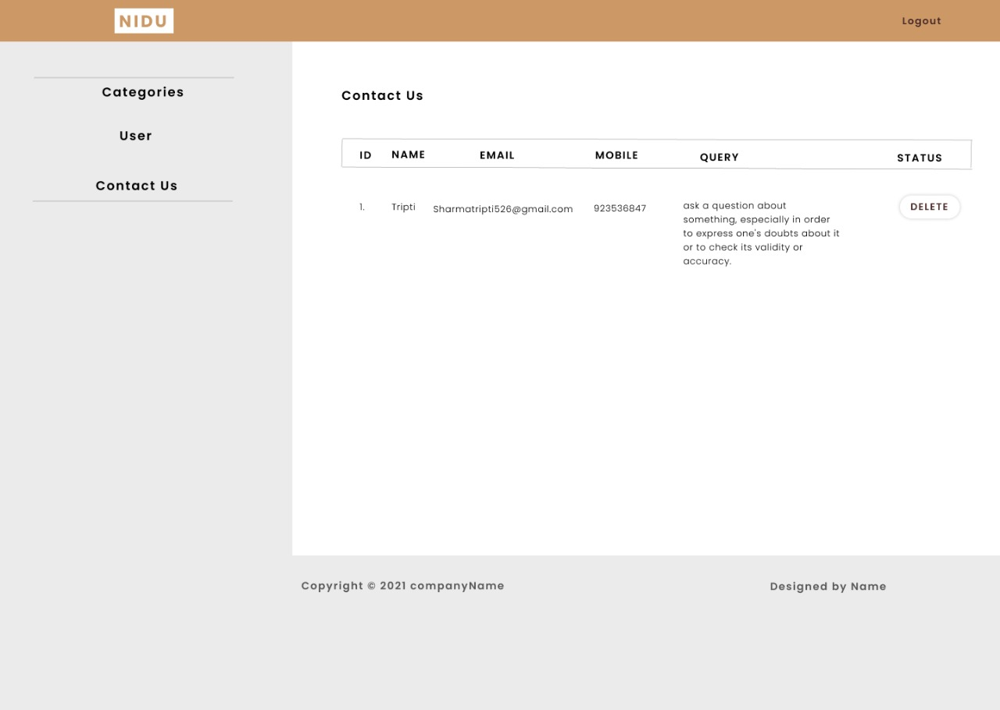 NIDU
Logout
Categories
User
Contact Us
Contact Us
ID NAME EMAIL MOBILE QUERY STATUS
1. Tripti Sharmatripti526@gmail.com 923536847 ask a question about DELETE
something, especially in order
to express one's doubts about it
or to check its validity or
accuracy.
Copyright © 2021 companyName
Designed by Name